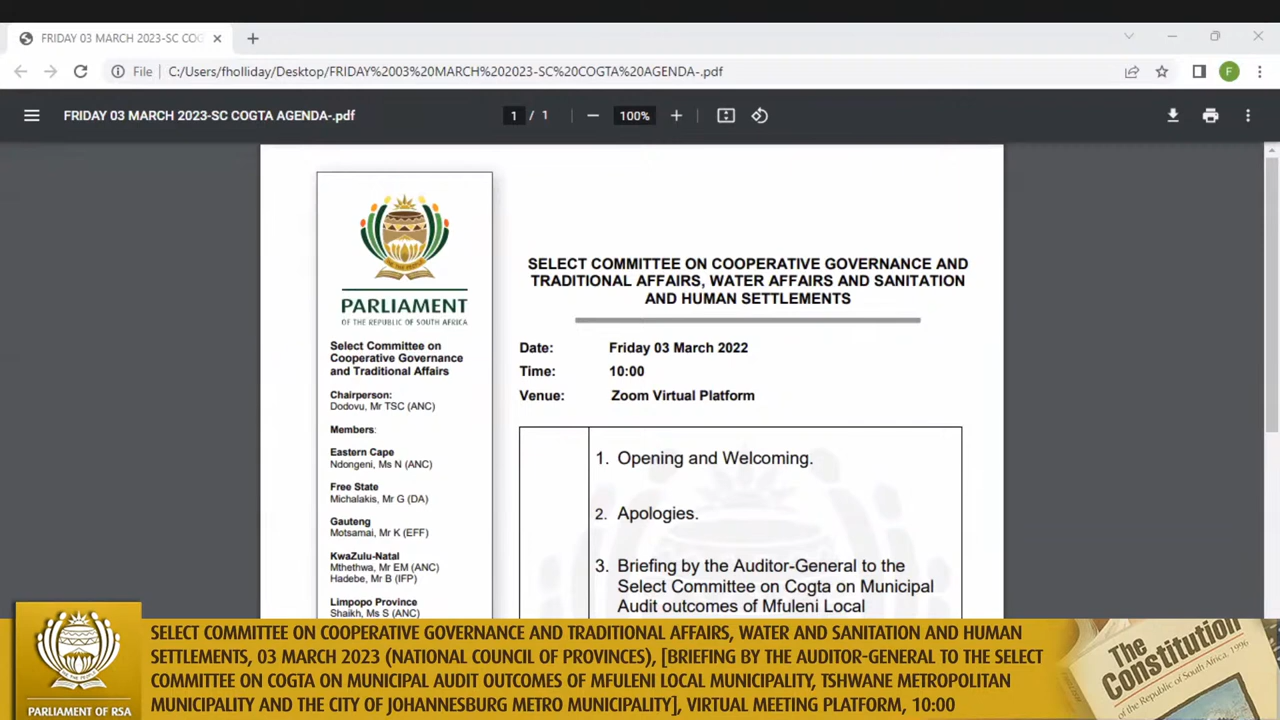 FRIDAY 03 MARCH 2023-SC COG
File
C:/Users/fholliday/Desktop/FRIDAY%2003%20MARCH%202023-SC%20COGTA%20AGENDA-.pdf
F
FRIDAY 03 MARCH 2023-SC COGTA AGENDA-.pdf
1 / 1
100%
PARLIAMENT
OF THE REPUBLIC OF SOUTH AFRICA
Select Committee on
Cooperative Governance
and Traditional Affairs
Chairperson:
Dodovu, Mr TSC (ANC)
Members:
Eastern Cape
Ndongeni, Ms N (ANC)
Free State
Michalakis, Mr G (DA)
Gauteng
Motsamai, Mr K (EFF)
KwaZulu-Natal
Mthethwa, Mr EM (ANC)
Hadebe, Mr B (IFP)
Limpopo Province
Shaikh, Ms S (ANC)
SELECT COMMITTEE ON COOPERATIVE GOVERNANCE AND
TRADITIONAL AFFAIRS, WATER AFFAIRS AND SANITATION
AND HUMAN SETTLEMENTS
Date: Friday 03 March 2022
Time: 10:00
Venue: Zoom Virtual Platform
1. Opening and Welcoming.
2. Apologies.
3. Briefing by the Auditor-General to the
Select Committee on Cogta on Municipal
Audit outcomes of Mfuleni Local
PARLIAMENT OF RSA
SELECT COMMITTEE ON COOPERATIVE GOVERNANCE AND TRADITIONAL AFFAIRS, WATER AND SANITATION AND HUMAN
SETTLEMENTS, 03 MARCH 2023 (NATIONAL COUNCIL OF PROVINCES), [BRIEFING BY THE AUDITOR-GENERAL TO THE SELECT
COMMITTEE ON COGTA ON MUNICIPAL AUDIT OUTCOMES OF MFULENI LOCAL MUNICIPALITY, TSHWANE METROPOLITAN
MUNICIPALITY AND THE CITY OF JOHANNESBURG METRO MUNICIPALITY], VIRTUAL MEETING PLATFORM, 10:00
The
Constitution
of the Republic of South Africa, 1996